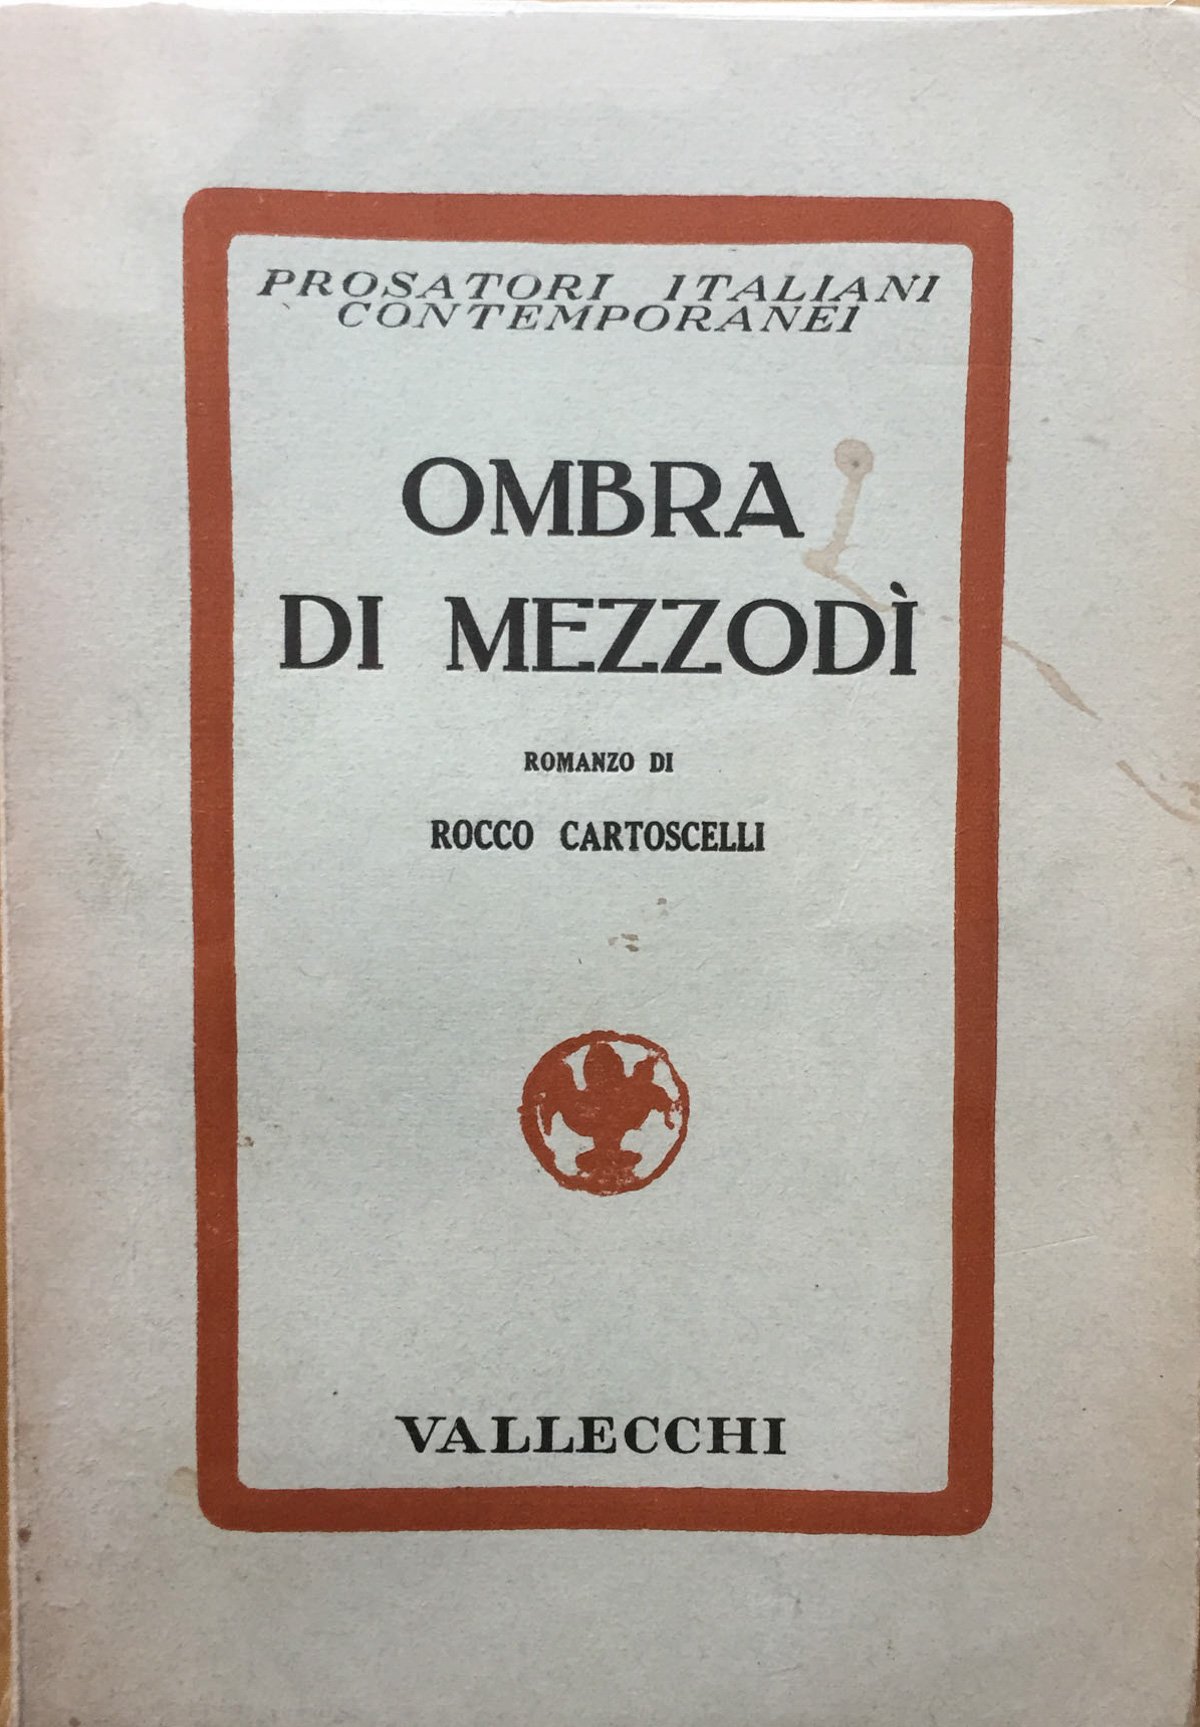 PROSATORI ITALIANI
CONTEMPORANEI
OMBRA
DI MEZZODÌ
ROMANZO DI
ROCCO CARTOSCELLI
VALLECCHI